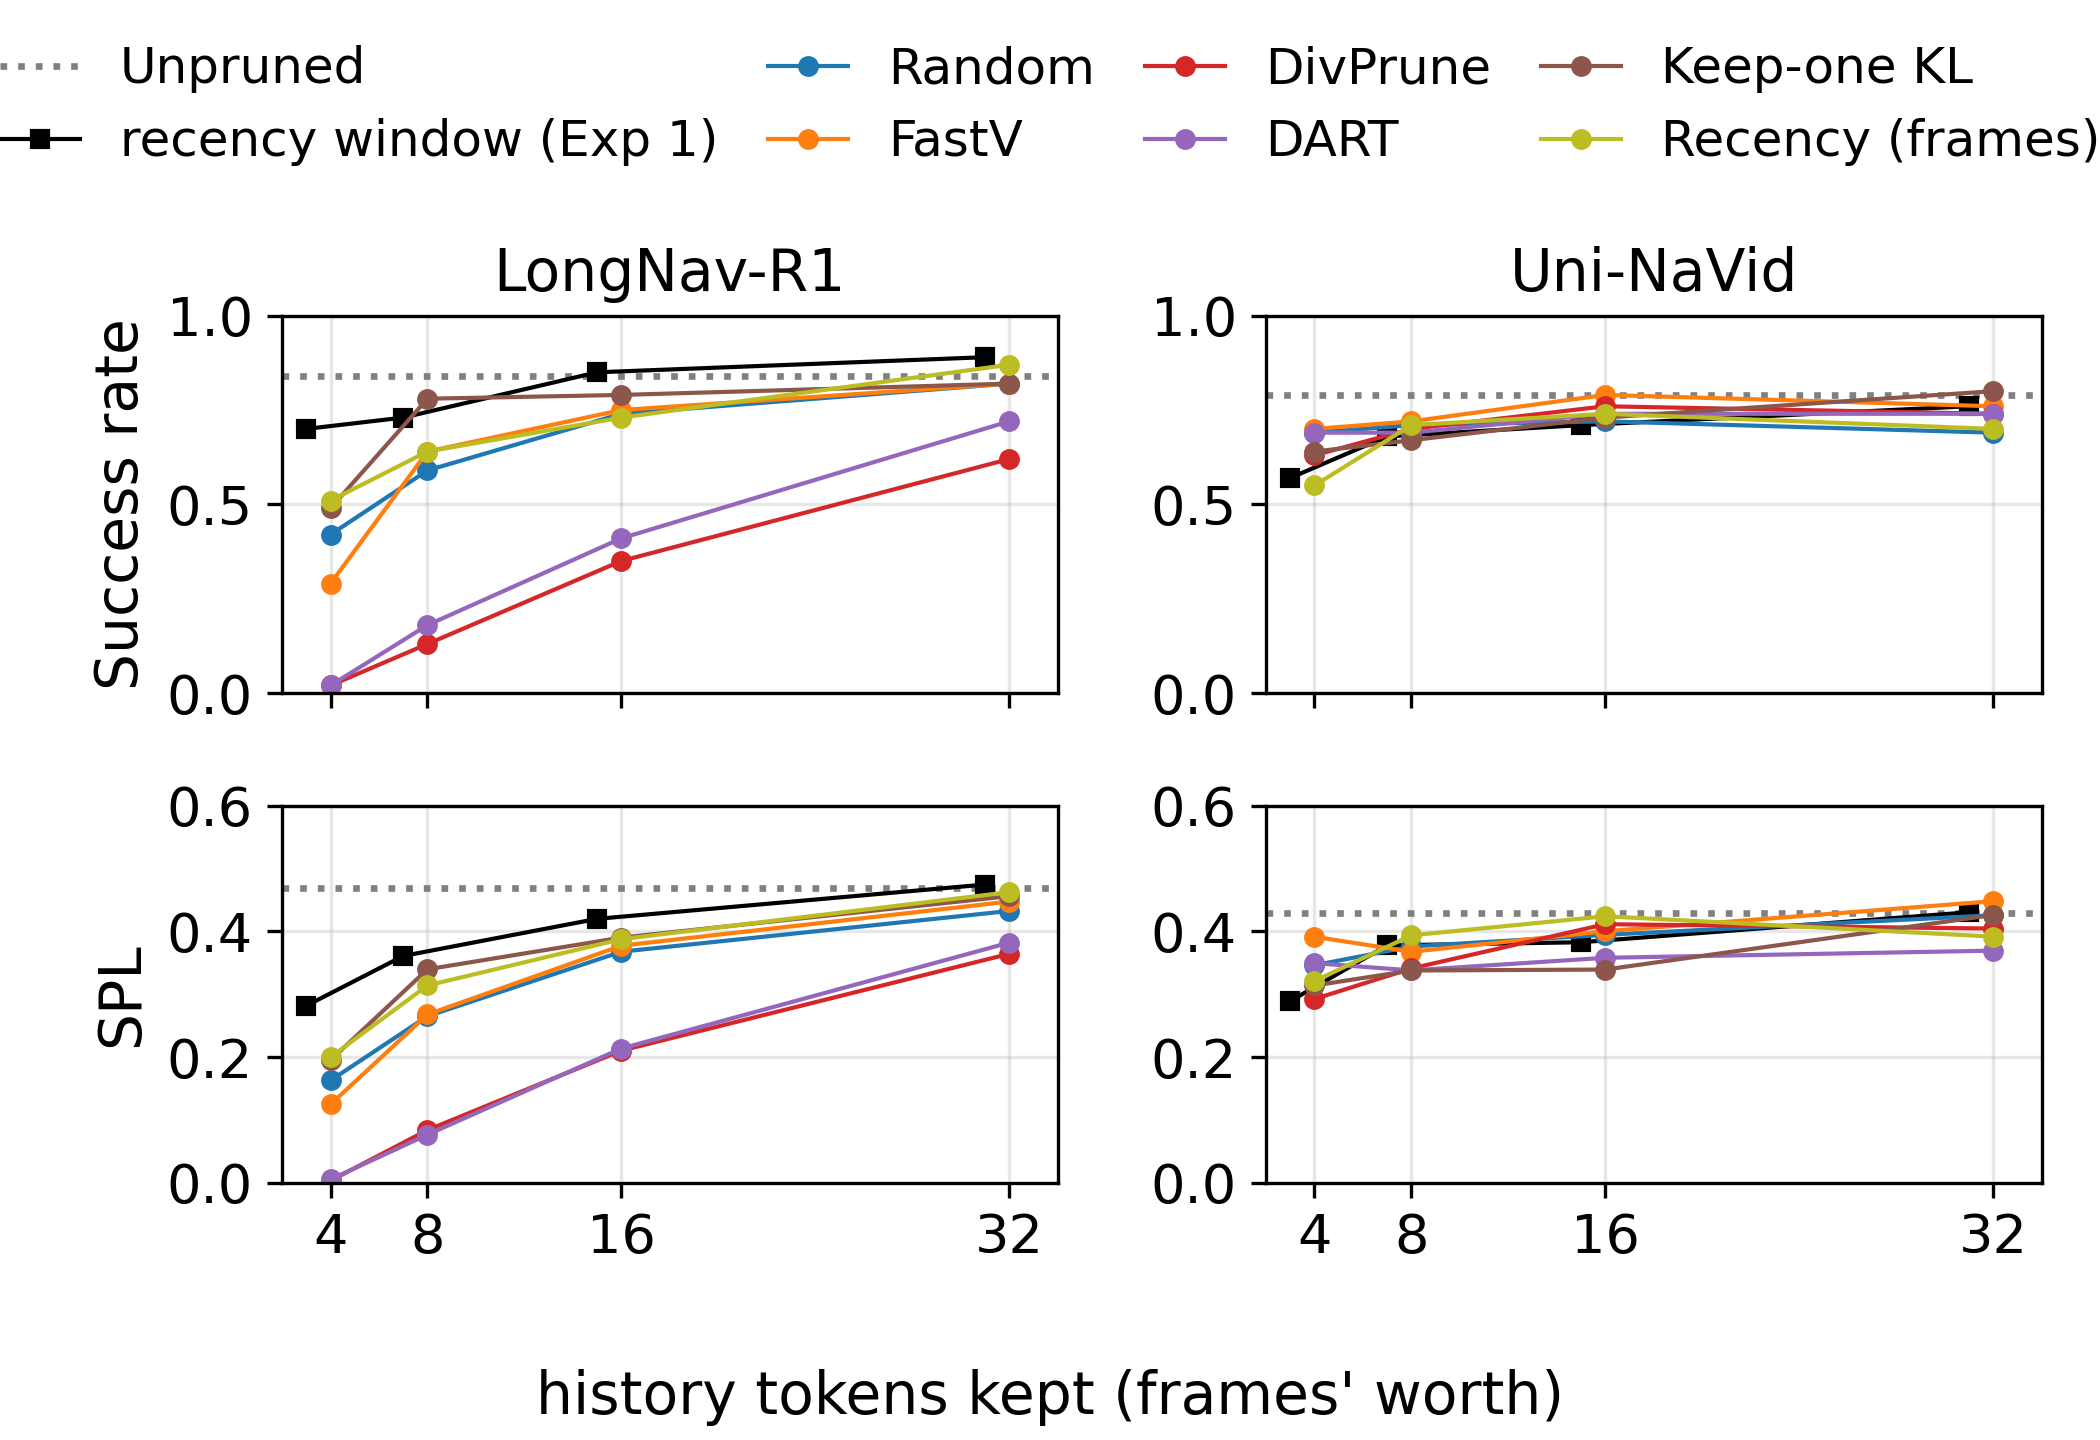 Unpruned
recency window (Exp 1)
Random
FastV
DivPrune
DART
Keep-one KL
Recency (frames)
LongNav-R1
Uni-NaVid
Success rate
1.0
0.5
0.0
1.0
0.5
0.0
SPL
0.6
0.4
0.2
0.0
4 8 16 32
0.6
0.4
0.2
0.0
4 8 16 32
history tokens kept (frames' worth)